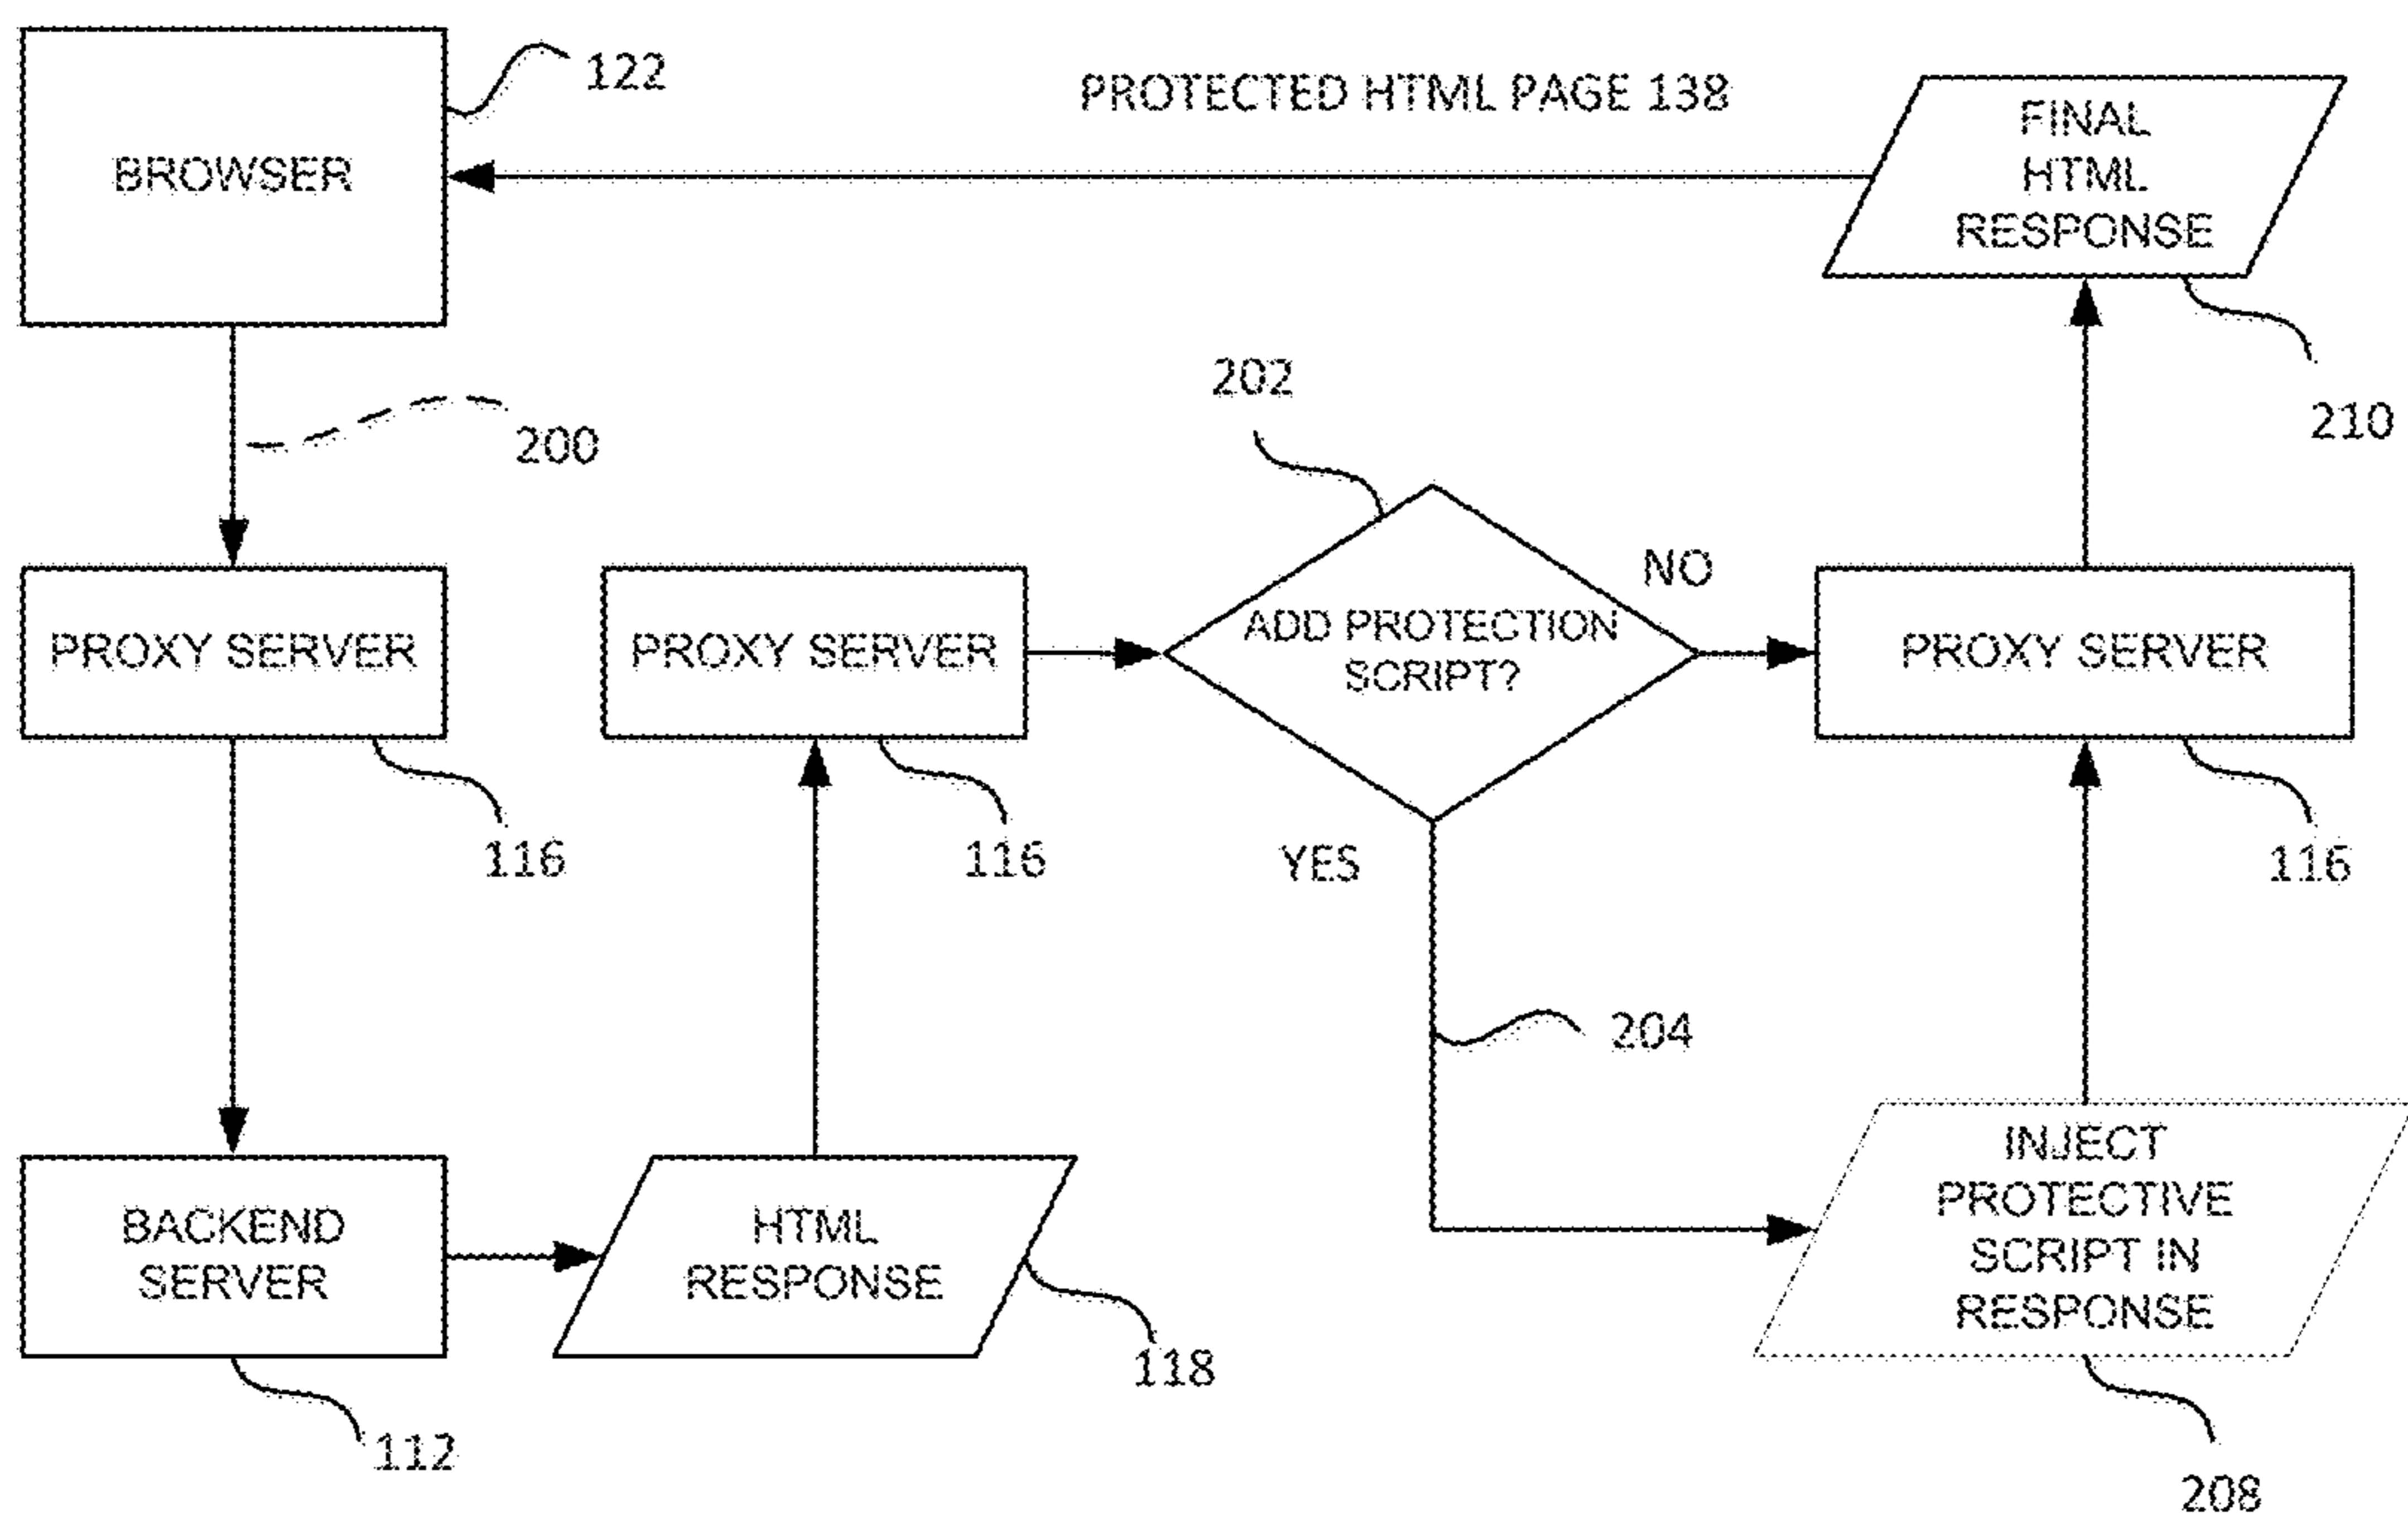 122
PROTECTED HTML PAGE 138
FINAL
HTML
RESPONSE
BROWSER
210
202
200
NO
PROXY SERVER
PROXY SERVER
ADD PROTECTION
SCRIPT?
PROXY SERVER
116
116
YES
116
204
BACKEND
SERVER
HTML
RESPONSE
INJECT
PROTECTIVE
SCRIPT IN
RESPONSE
118
112
208